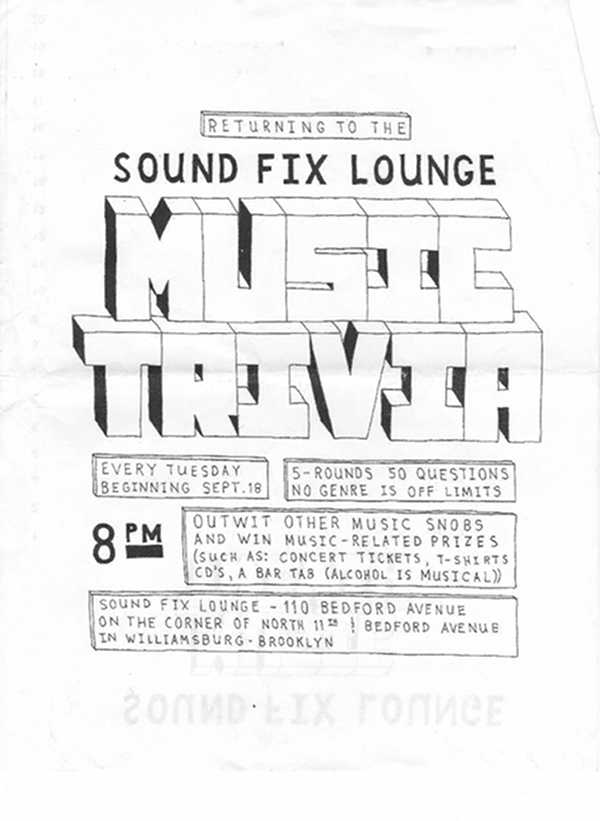 RETURNING TO THE
SOUND FIX LOUNGE
MUSIC
TRIVIA
EVERY TUESDAY
BEGINNING SEPT.18
5-ROUNDS 50 QUESTIONS
NO GENRE IS OFF LIMITS
8 PM
OUTWIT OTHER MUSIC SNOBS
AND WIN MUSIC-RELATED PRIZES
(SUCH AS: CONCERT TICKETS, T-SHIRTS
CD'S, A BAR TAB (ALCOHOL IS MUSICAL))
SOUND FIX LOUNGE - 110 BEDFORD AVENUE
ON THE CORNER OF NORTH 11TH & BEDFORD AVENUE
IN WILLIAMSBURG - BROOKLYN
SOUND FIX LOUNGE